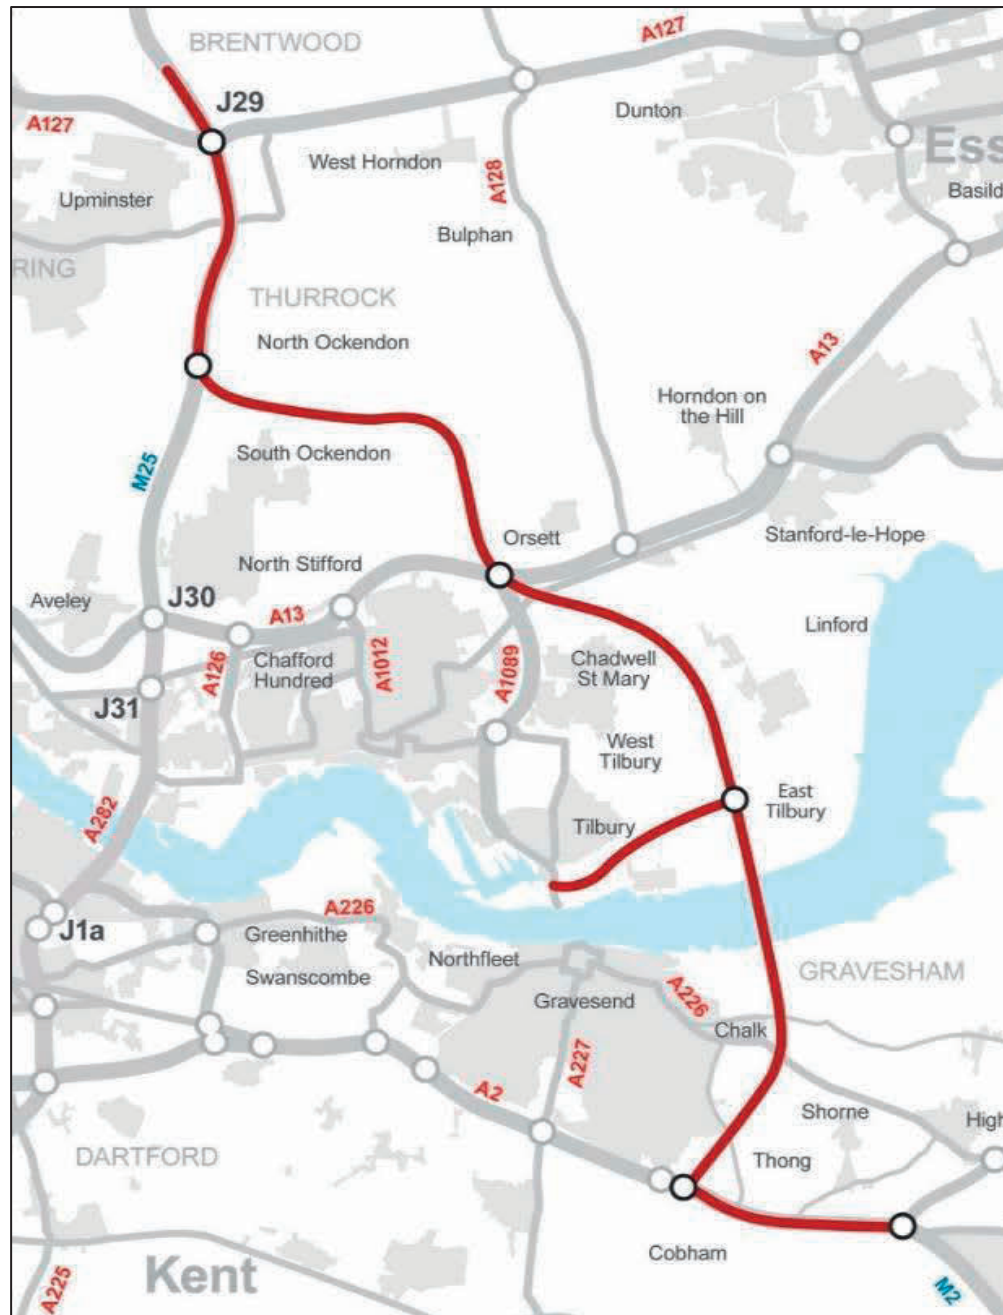 BRENTWOOD
A127
J29
A127
Dunton
Ess
West Horndon
A128
Upminster
Basild
Bulphan
RING
THURROCK
North Ockendon
A13
Horndon on
the Hill
M25
South Ockendon
Orsett
Stanford-le-Hope
North Stifford
Aveley
J30
A13
Linford
A126
Chafford
Hundred
A1012
A1089
Chadwell
St Mary
J31
West
Tilbury
East
Tilbury
A282
Tilbury
A226
J1a
Greenhithe
Northfleet
Swanscombe
GRAVESHAM
Gravesend
A226
Chalk
A227
A2
Shorne
High
DARTFORD
Thong
Cobham
Kent
A225
M2